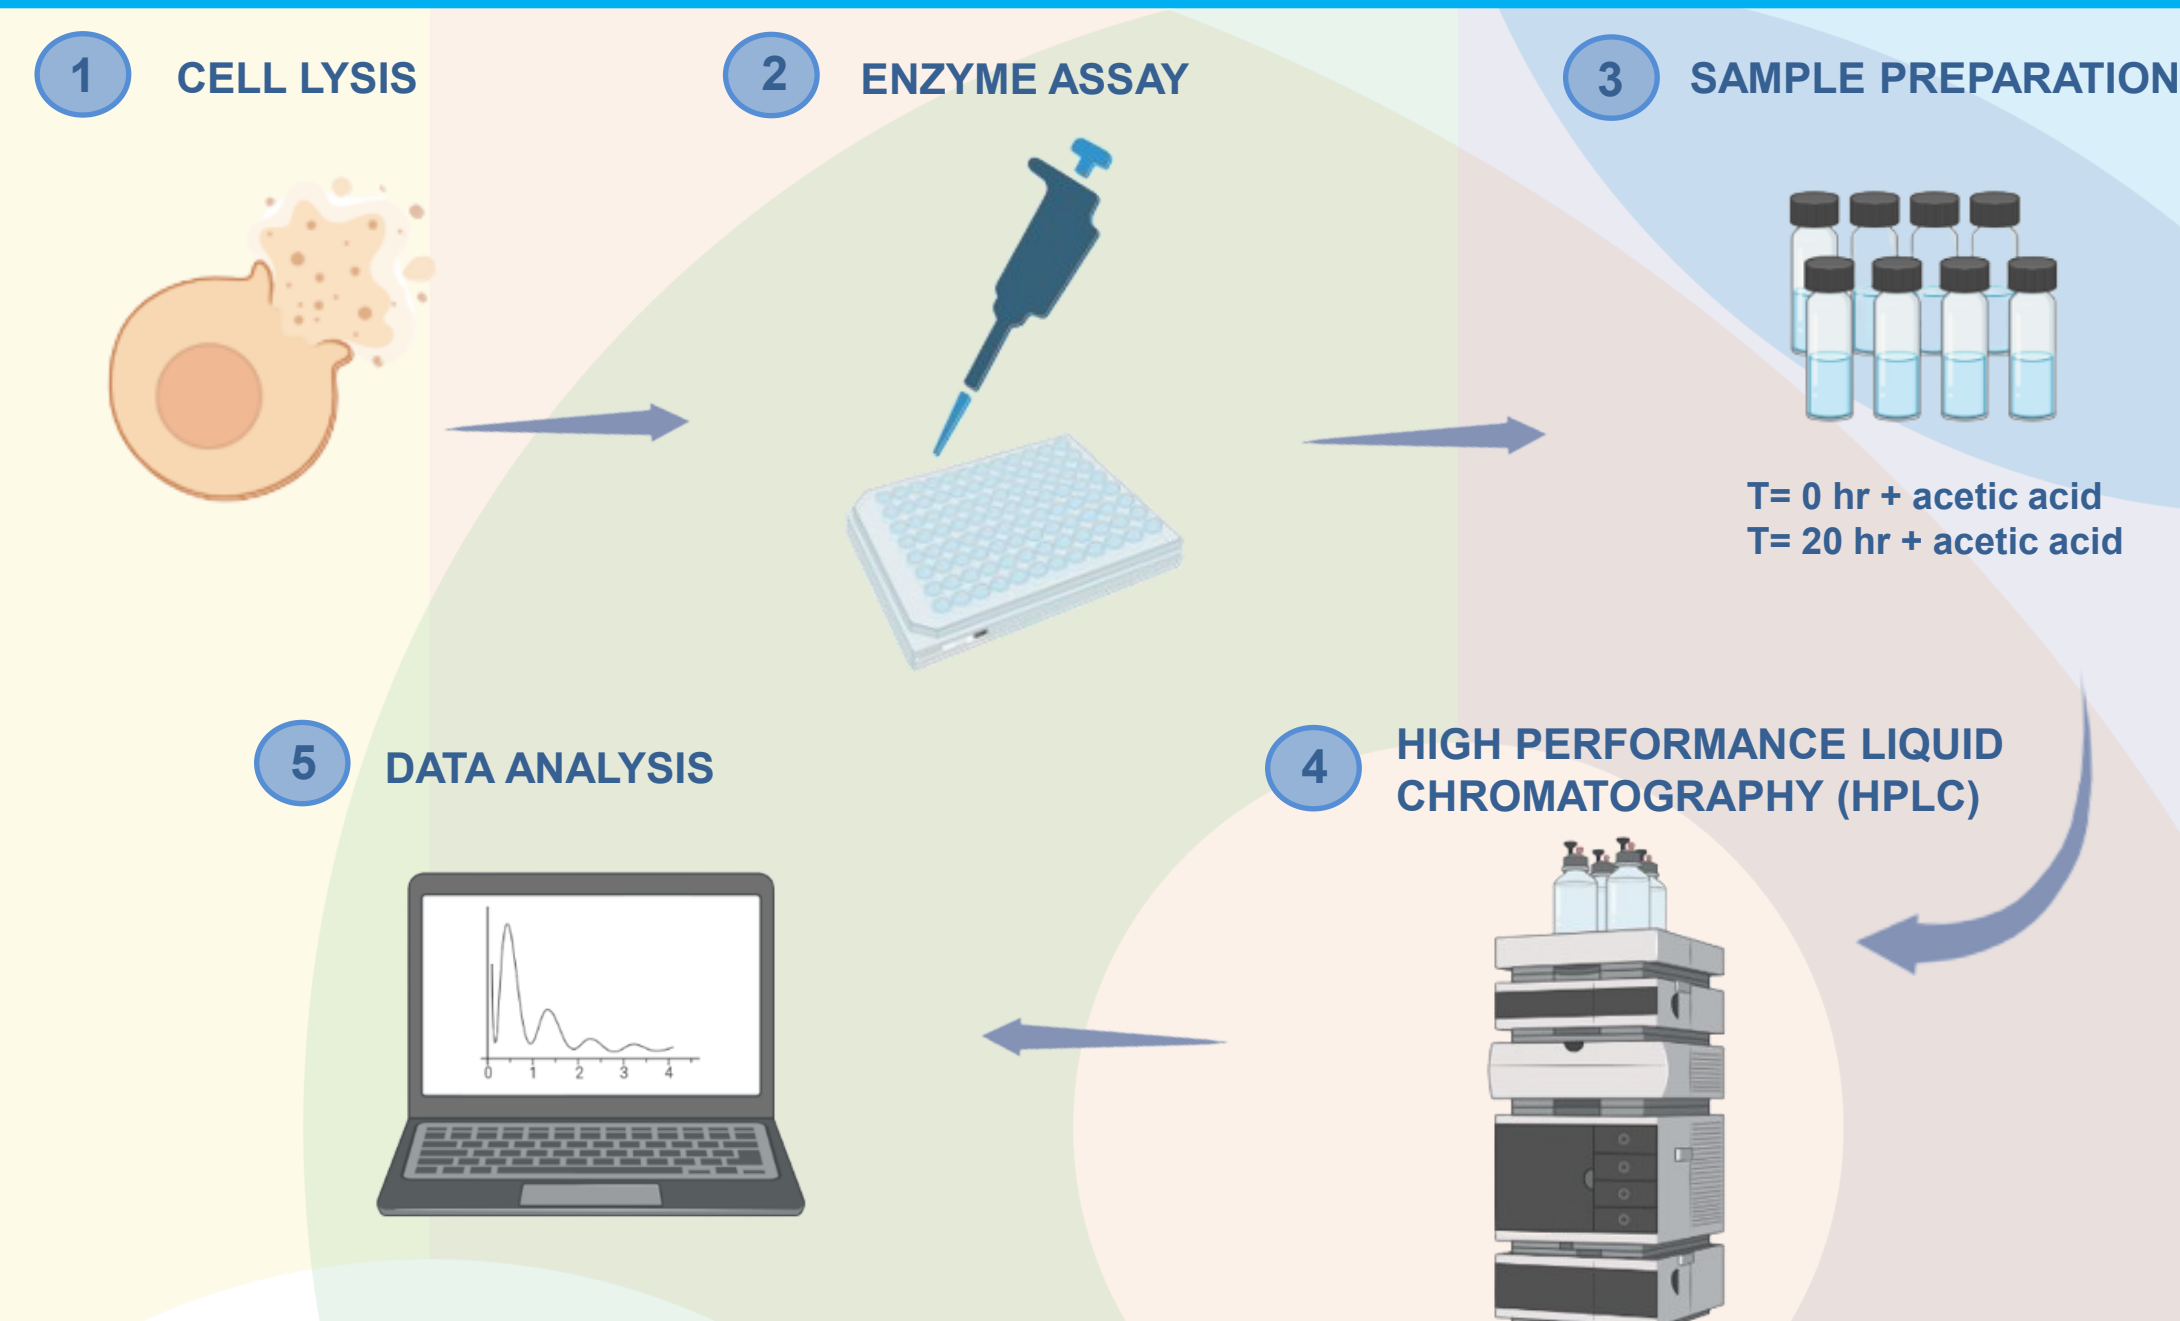 1
CELL LYSIS
2
ENZYME ASSAY
3
SAMPLE PREPARATION
T= 0 hr + acetic acid
T= 20 hr + acetic acid
4
HIGH PERFORMANCE LIQUID
CHROMATOGRAPHY (HPLC)
5
DATA ANALYSIS
0 1 2 3 4